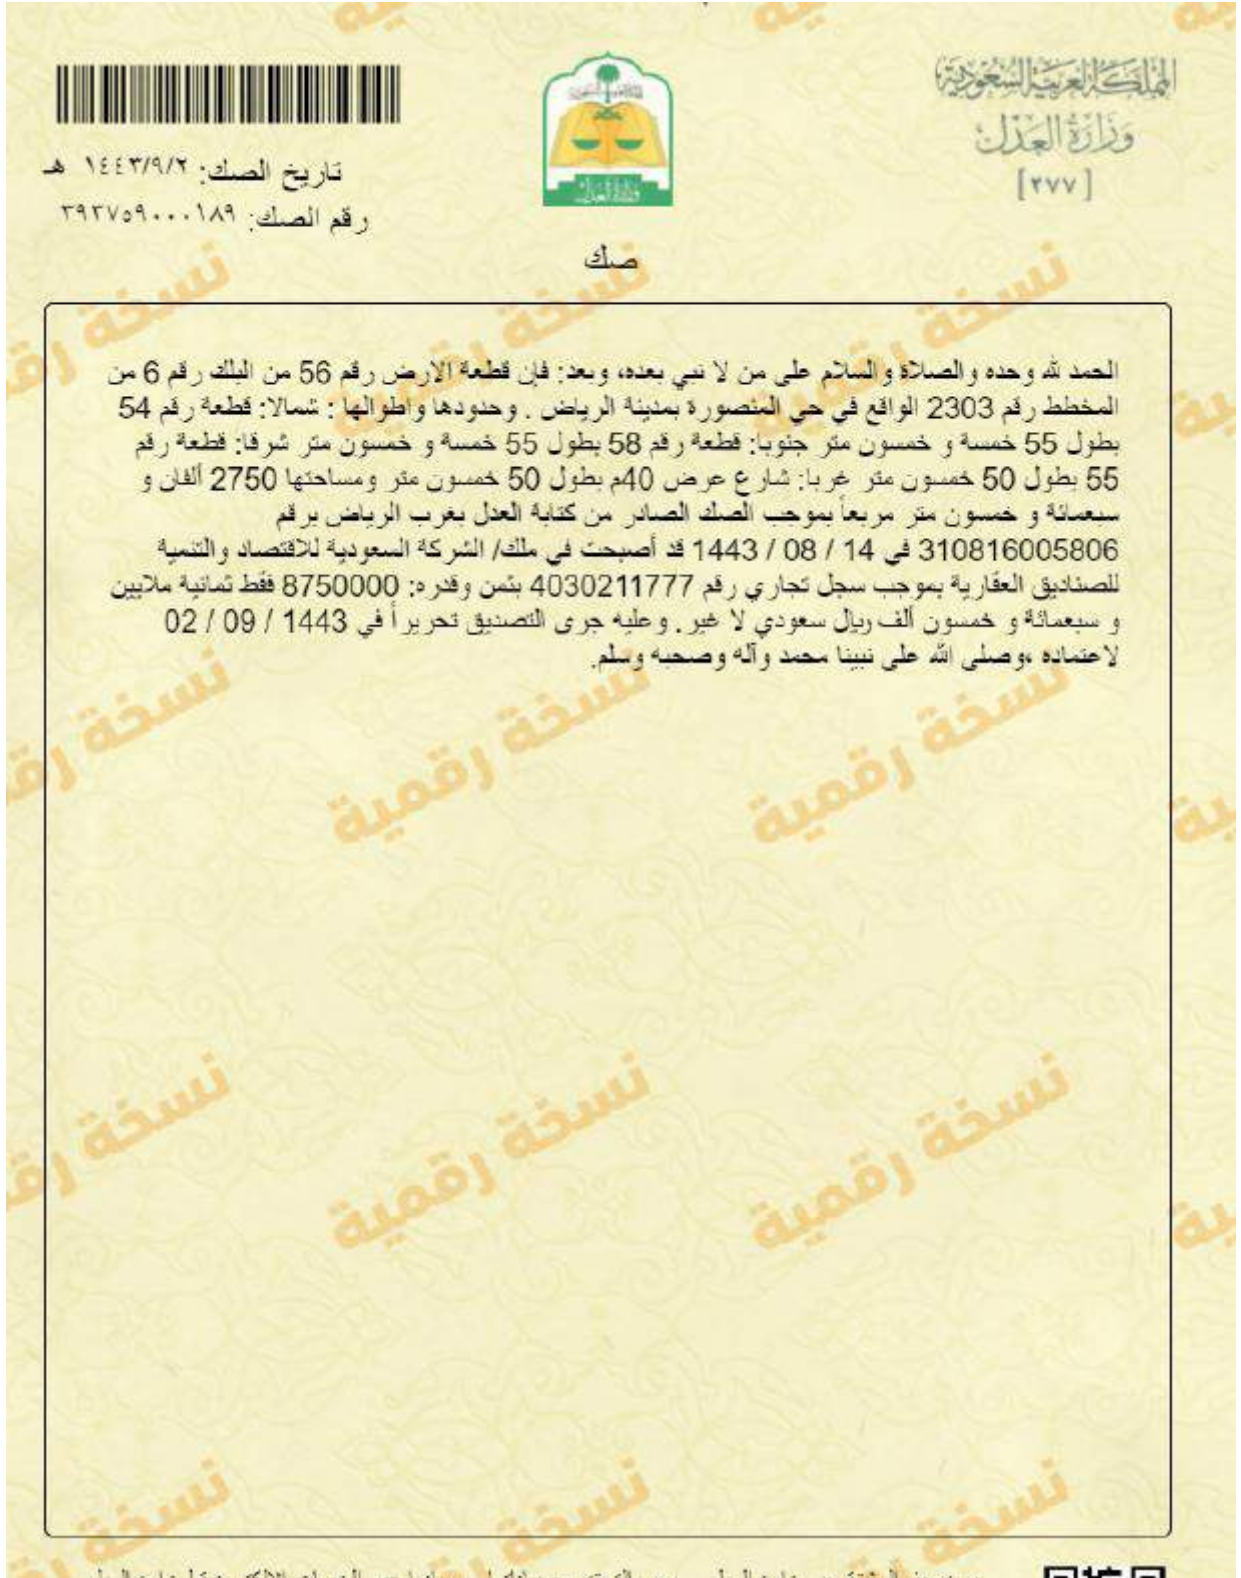 المملكة العربية السعودية
وزارة العدل
[٢٧٧]
وزارة العدل
تاريخ الصك: ١٤٤٣/٩/٢ هـ
رقم الصك: ٣٩٣٧٥٩٠٠٠١٨٩
صك
الحمد لله وحده والصلاة و السلام على من لا نبي بعده، وبعد: فإن قطعة الارض رقم 56 من البلك رقم 6 من
المخطط رقم 2303 الواقع في حي المنصورة بمدينة الرياض . وحدودها واطوالها : شمالا: قطعة رقم 54
بطول 55 خمسة و خمسون متر جنوبا: قطعة رقم 58 بطول 55 خمسة و خمسون متر شرقا: قطعة رقم
55 بطول 50 خمسون متر غربا: شارع عرض 40م بطول 50 خمسون متر ومساحتها 2750 ألفان و
سبعمائة و خمسون متر مربعاً بموجب الصك الصادر من كتابة العدل بغرب الرياض برقم
310816005806 في 14 / 08 / 1443 قد أصبحت في ملك/ الشركة السعودية للاقتصاد والتنمية
للصناديق العقارية بموجب سجل تجاري رقم 4030211777 بثمن وقدره: 8750000 فقط ثمانية ملايين
و سبعمائة و خمسون ألف ريال سعودي لا غير. وعليه جرى التصديق تحريراً في 1443 / 09 / 02
لاعتماده ،وصلى الله على نبينا محمد وآله وصحبه وسلم.
نسخة رقمية